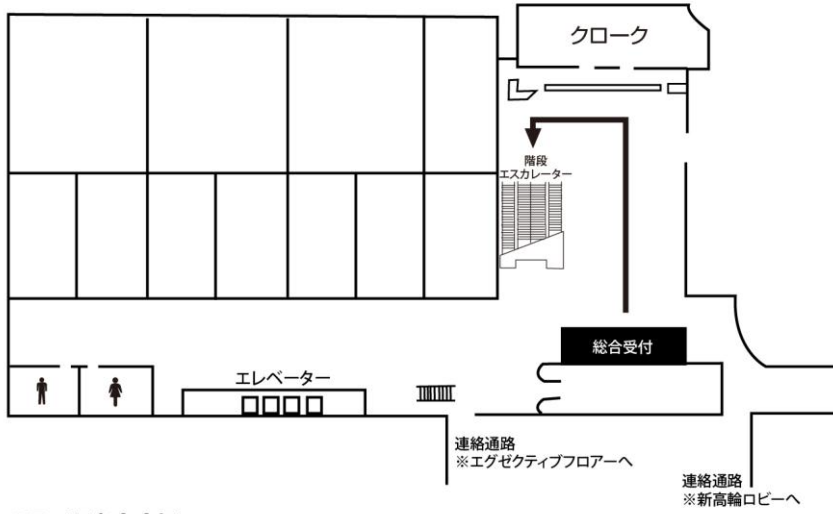 クローク
階段
エスカレーター
総合受付
エレベーター
連絡通路
※エグゼクティブフロアーへ
連絡通路
※新高輪ロビーへ